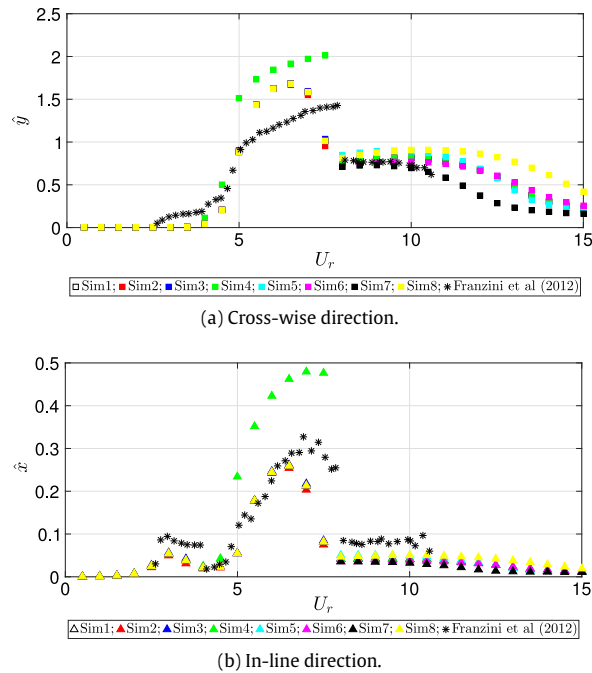 2.5
2
1.5
1
0.5
0
ŷ
0 5 10 15
U_r
Sim1; Sim2; Sim3; Sim4; Sim5; Sim6; Sim7; Sim8; Franzini et al (2012)
(a) Cross-wise direction.
0.5
0.4
0.3
0.2
0.1
0
x̂
0 5 10 15
U_r
Sim1; Sim2; Sim3; Sim4; Sim5; Sim6; Sim7; Sim8; Franzini et al (2012)
(b) In-line direction.